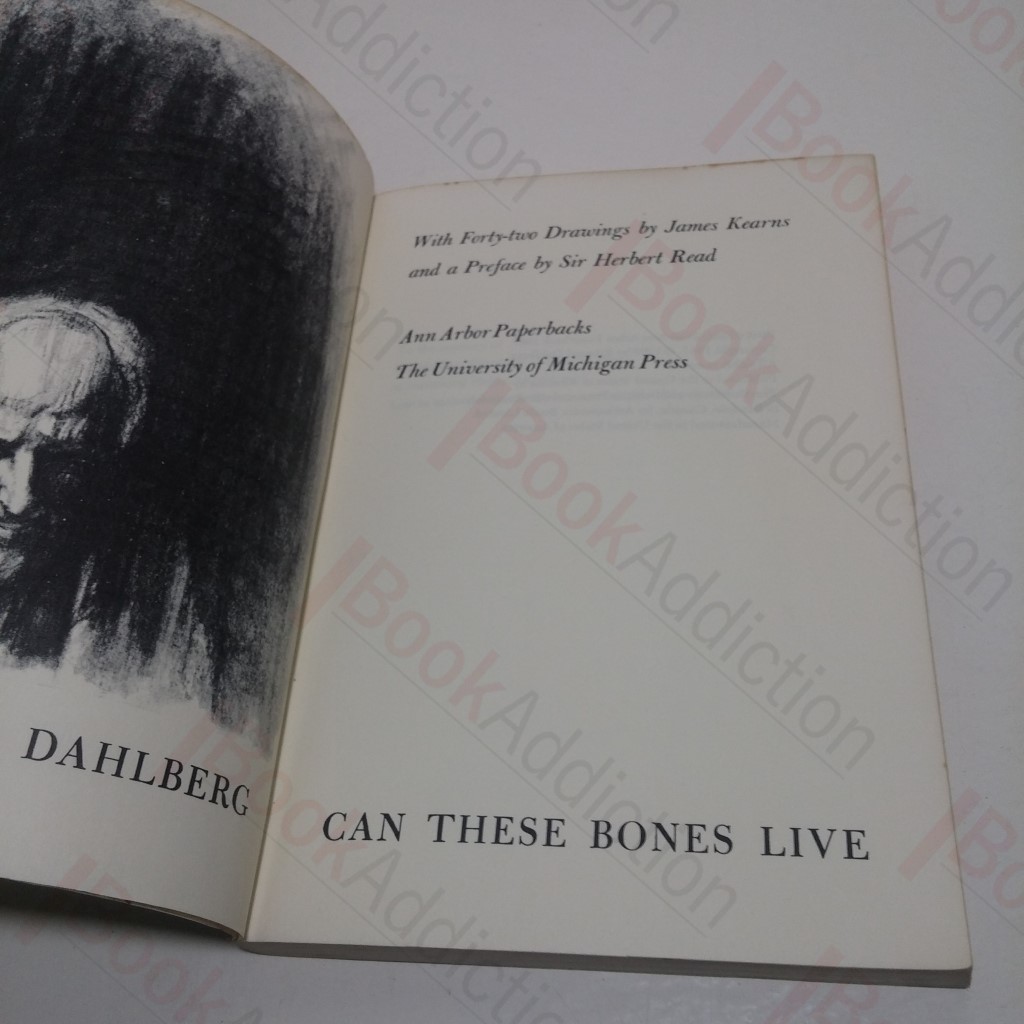 With Forty-two Drawings by James Kearns
and a Preface by Sir Herbert Read
Ann Arbor Paperbacks
The University of Michigan Press
DAHLBERG
CAN THESE BONES LIVE
BookAddiction